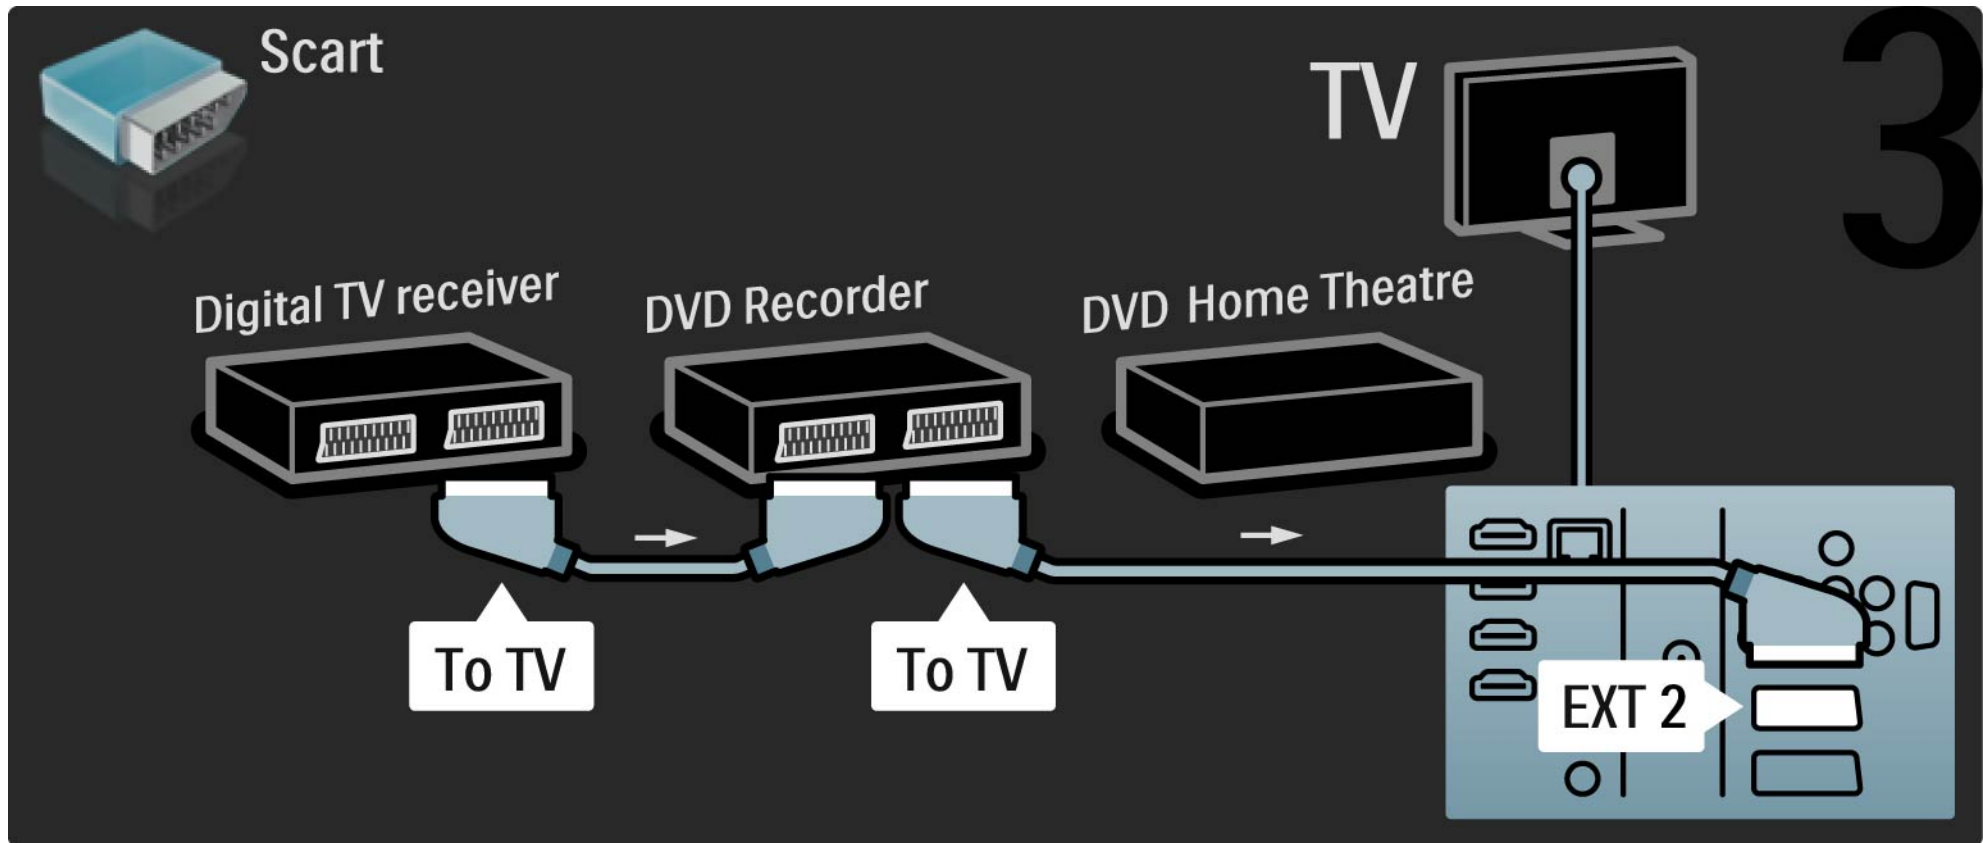 Scart
TV
3
Digital TV receiver
DVD Recorder
DVD Home Theatre
To TV
To TV
EXT 2